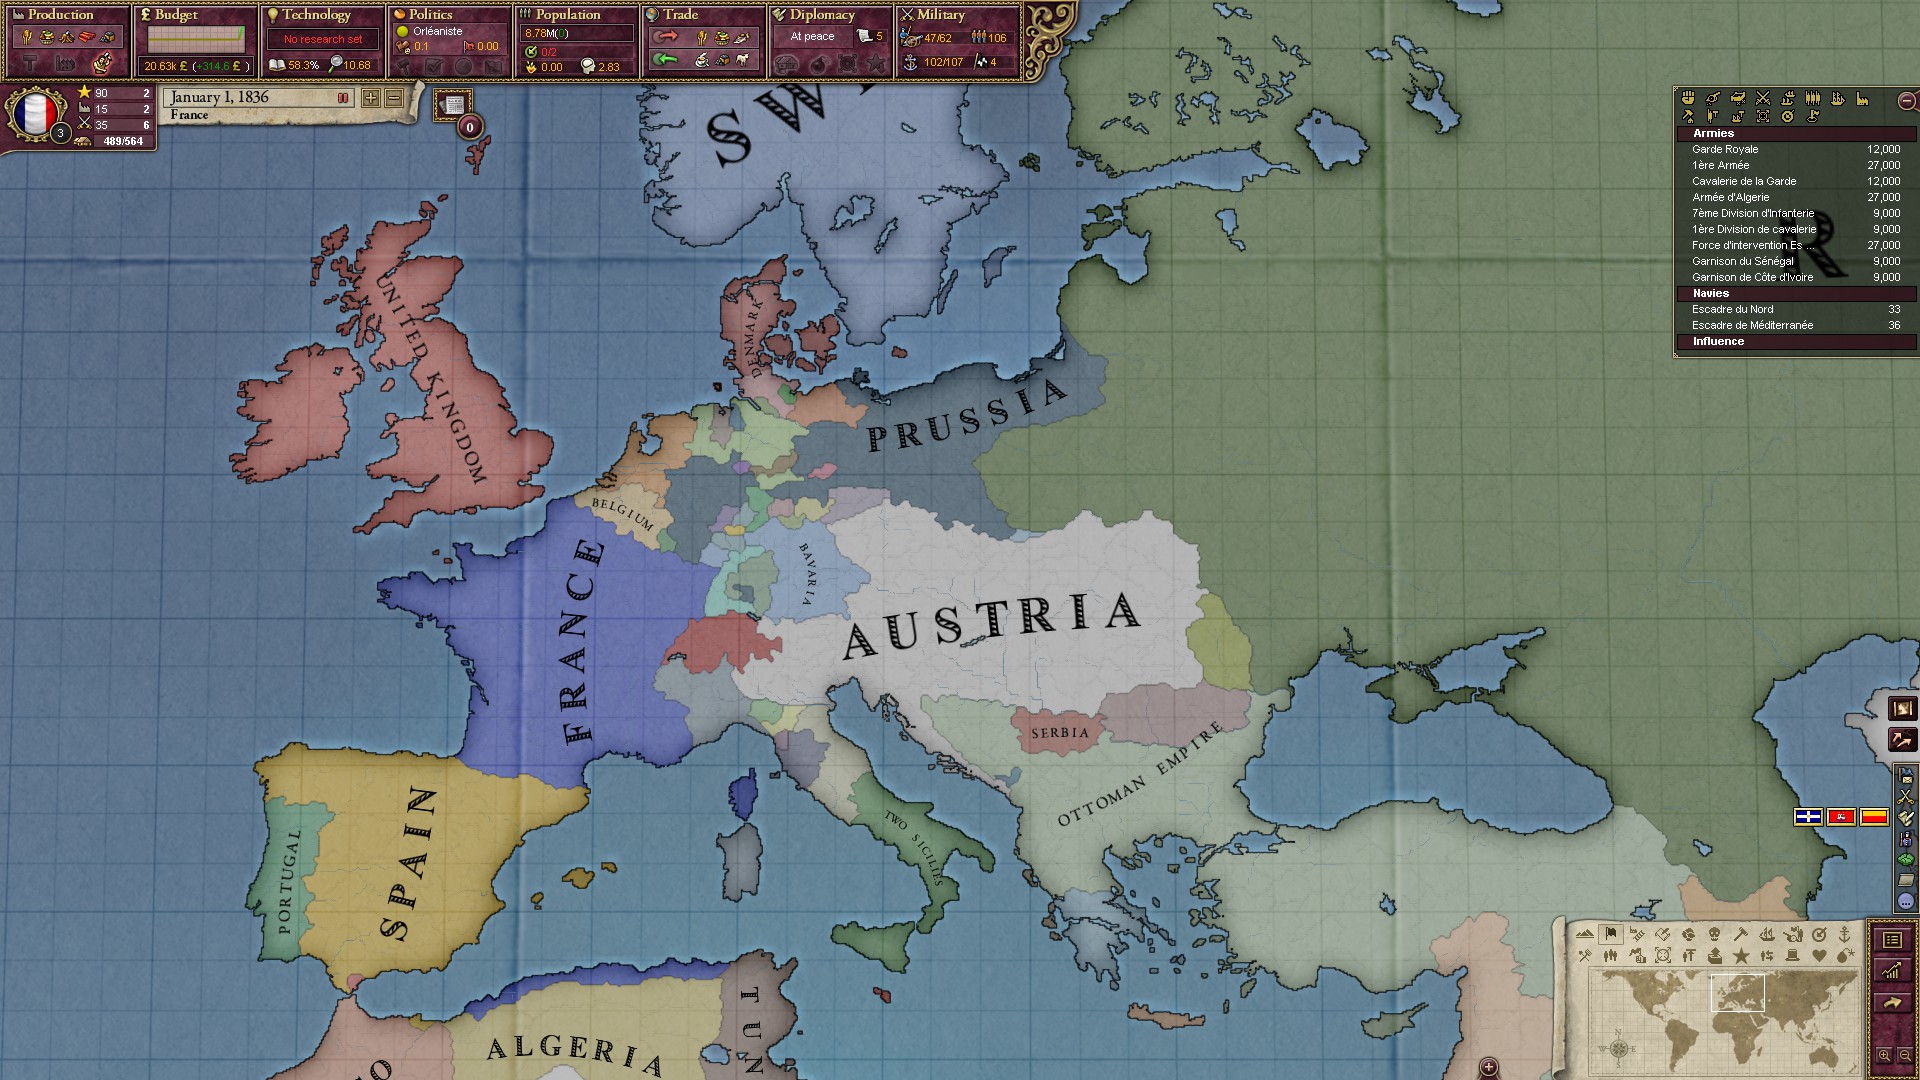 Production
Budget
Technology
Politics
Population
Trade
Diplomacy
Military
20.63k £ (+314.6 £ )
No research set
58.3%
10.68
Orléaniste
0.1
0.00
8.78M(0)
0/2
0.00
2.83
At peace
5
47/62
106
102/107
4
90 2
15 2
35 6
489/564
3
January 1, 1836
France
0
Armies
Garde Royale 12,000
1ère Armée 27,000
Cavalerie de la Garde 12,000
Armée d'Algerie 27,000
7ème Division d'Infanterie 9,000
1ère Division de cavalerie 9,000
Force d'intervention Es ... 27,000
Garnison du Sénégal 9,000
Garnison de Côte d'Ivoire 9,000
Navies
Escadre du Nord 33
Escadre de Méditerranée 36
Influence
SW
R
UNITED KINGDOM
DENMARK
PRUSSIA
BELGIUM
FRANCE
BAVARIA
AUSTRIA
SERBIA
OTTOMAN EMPIRE
TWO SICILIES
SPAIN
PORTUGAL
ALGERIA
TUN
O
N
W E
S